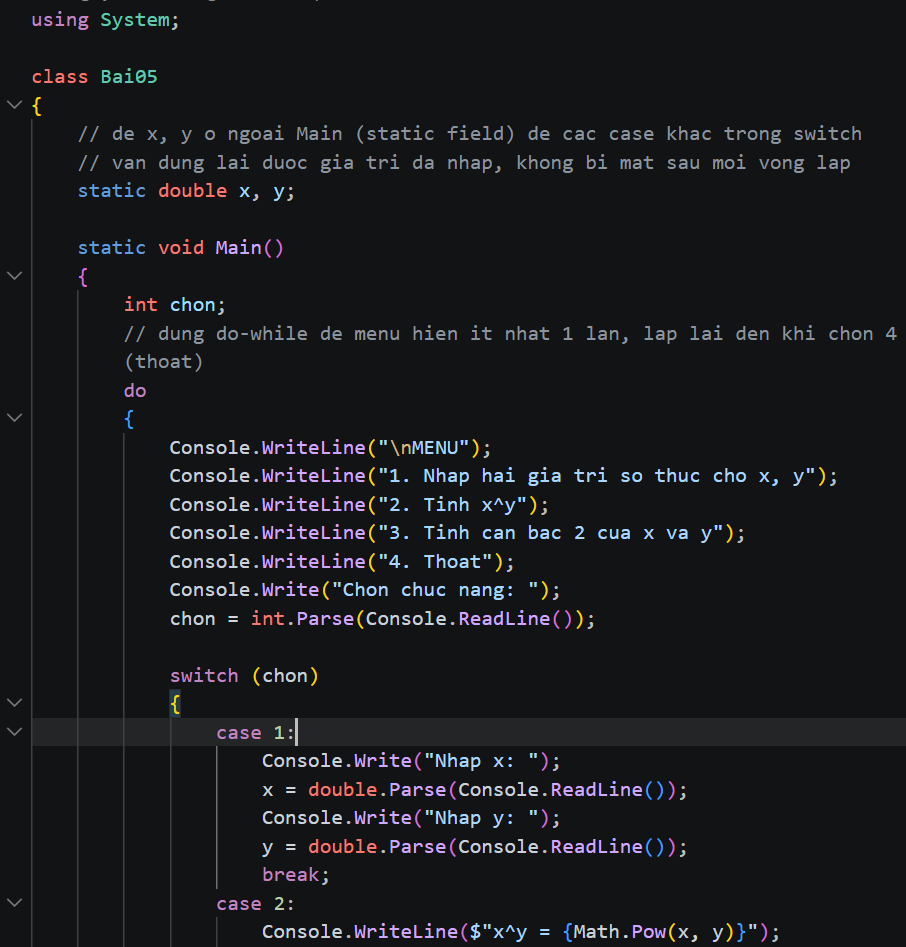 using System;
class Bai05
{
// de x, y o ngoai Main (static field) de cac case khac trong switch
// van dung lai duoc gia tri da nhap, khong bi mat sau moi vong lap
static double x, y;
static void Main()
{
int chon;
// dung do-while de menu hien it nhat 1 lan, lap lai den khi chon 4
(thoat)
do
{
Console.WriteLine("\nMENU");
Console.WriteLine("1. Nhap hai gia tri so thuc cho x, y");
Console.WriteLine("2. Tinh x^y");
Console.WriteLine("3. Tinh can bac 2 cua x va y");
Console.WriteLine("4. Thoat");
Console.Write("Chon chuc nang: ");
chon = int.Parse(Console.ReadLine());
switch (chon)
{
case 1:
Console.Write("Nhap x: ");
x = double.Parse(Console.ReadLine());
Console.Write("Nhap y: ");
y = double.Parse(Console.ReadLine());
break;
case 2:
Console.WriteLine($"x^y = {Math.Pow(x, y)}");